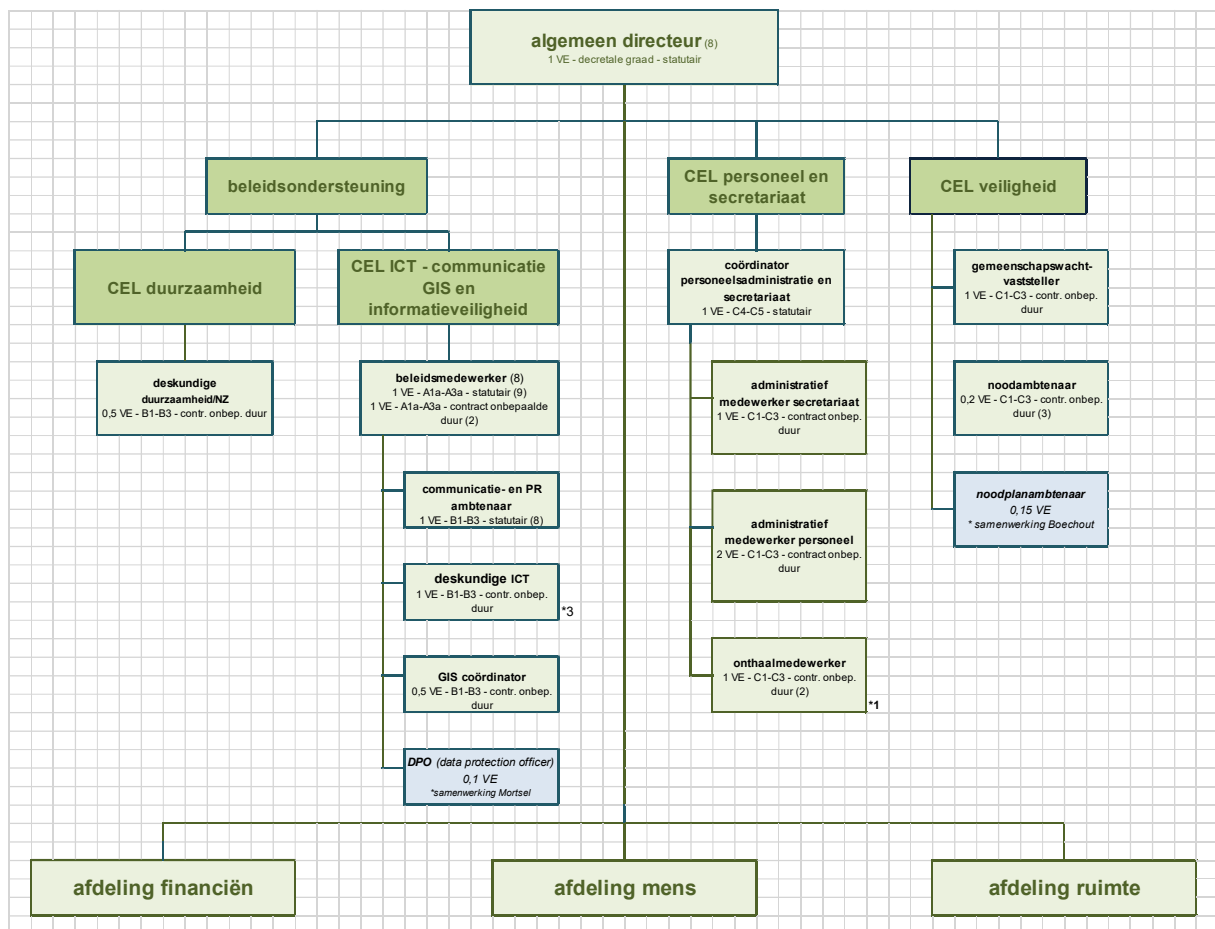 algemeen directeur (8)
1 VE - decretale graad - statutair
beleidsondersteuning
CEL personeel en
secretariaat
CEL veiligheid
CEL duurzaamheid
CEL ICT - communicatie
GIS en
informatieveiligheid
coördinator
personeelsadministratie en
secretariaat
1 VE - C4-C5 - statutair
gemeenschapswacht-
vaststeller
1 VE - C1-C3 - contr. onbep.
duur
deskundige
duurzaamheid/NZ
0,5 VE - B1-B3 - contr. onbep. duur
beleidsmedewerker (8)
1 VE - A1a-A3a - statutair (9)
1 VE - A1a-A3a - contract onbepaalde
duur (2)
administratief
medewerker secretariaat
1 VE - C1-C3 - contract onbep.
duur
noodambtenaar
0,2 VE - C1-C3 - contr. onbep.
duur (3)
communicatie- en PR
ambtenaar
1 VE - B1-B3 - statutair (8)
administratief
medewerker personeel
2 VE - C1-C3 - contract onbep.
duur
noodplanambtenaar
0,15 VE
* samenwerking Boechout
deskundige ICT
1 VE - B1-B3 - contr. onbep.
duur
*3
GIS coördinator
0,5 VE - B1-B3 - contr. onbep.
duur
onthaalmedewerker
1 VE - C1-C3 - contr. onbep.
duur (2)
*1
DPO (data protection officer)
0,1 VE
*samenwerking Mortsel
afdeling financiën
afdeling mens
afdeling ruimte